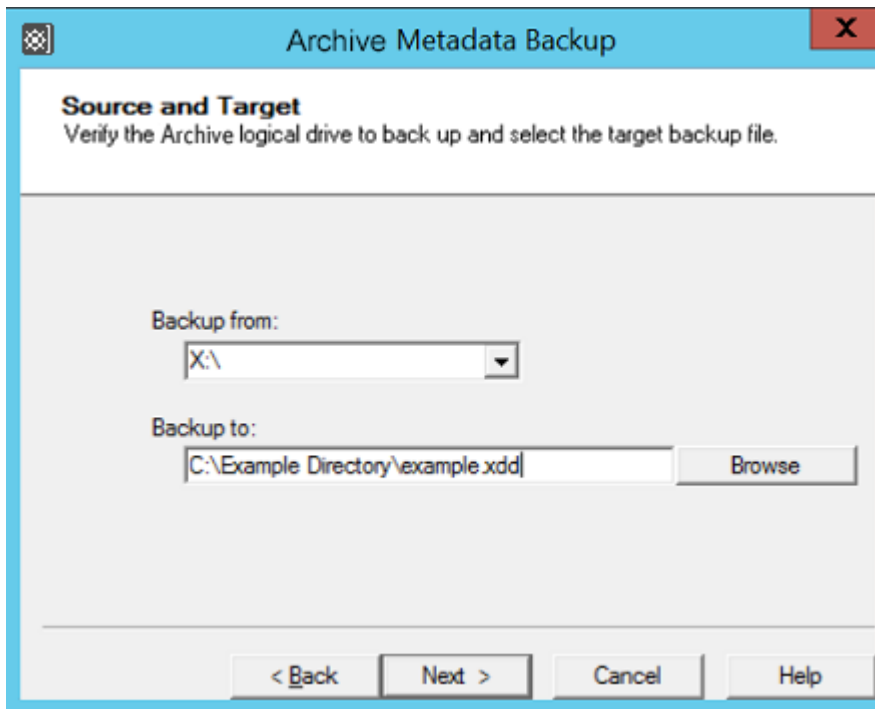 Archive Metadata Backup
X
Source and Target
Verify the Archive logical drive to back up and select the target backup file.
Backup from:
X:\
Backup to:
C:\Example Directory\example.xdd
Browse
< Back
Next >
Cancel
Help